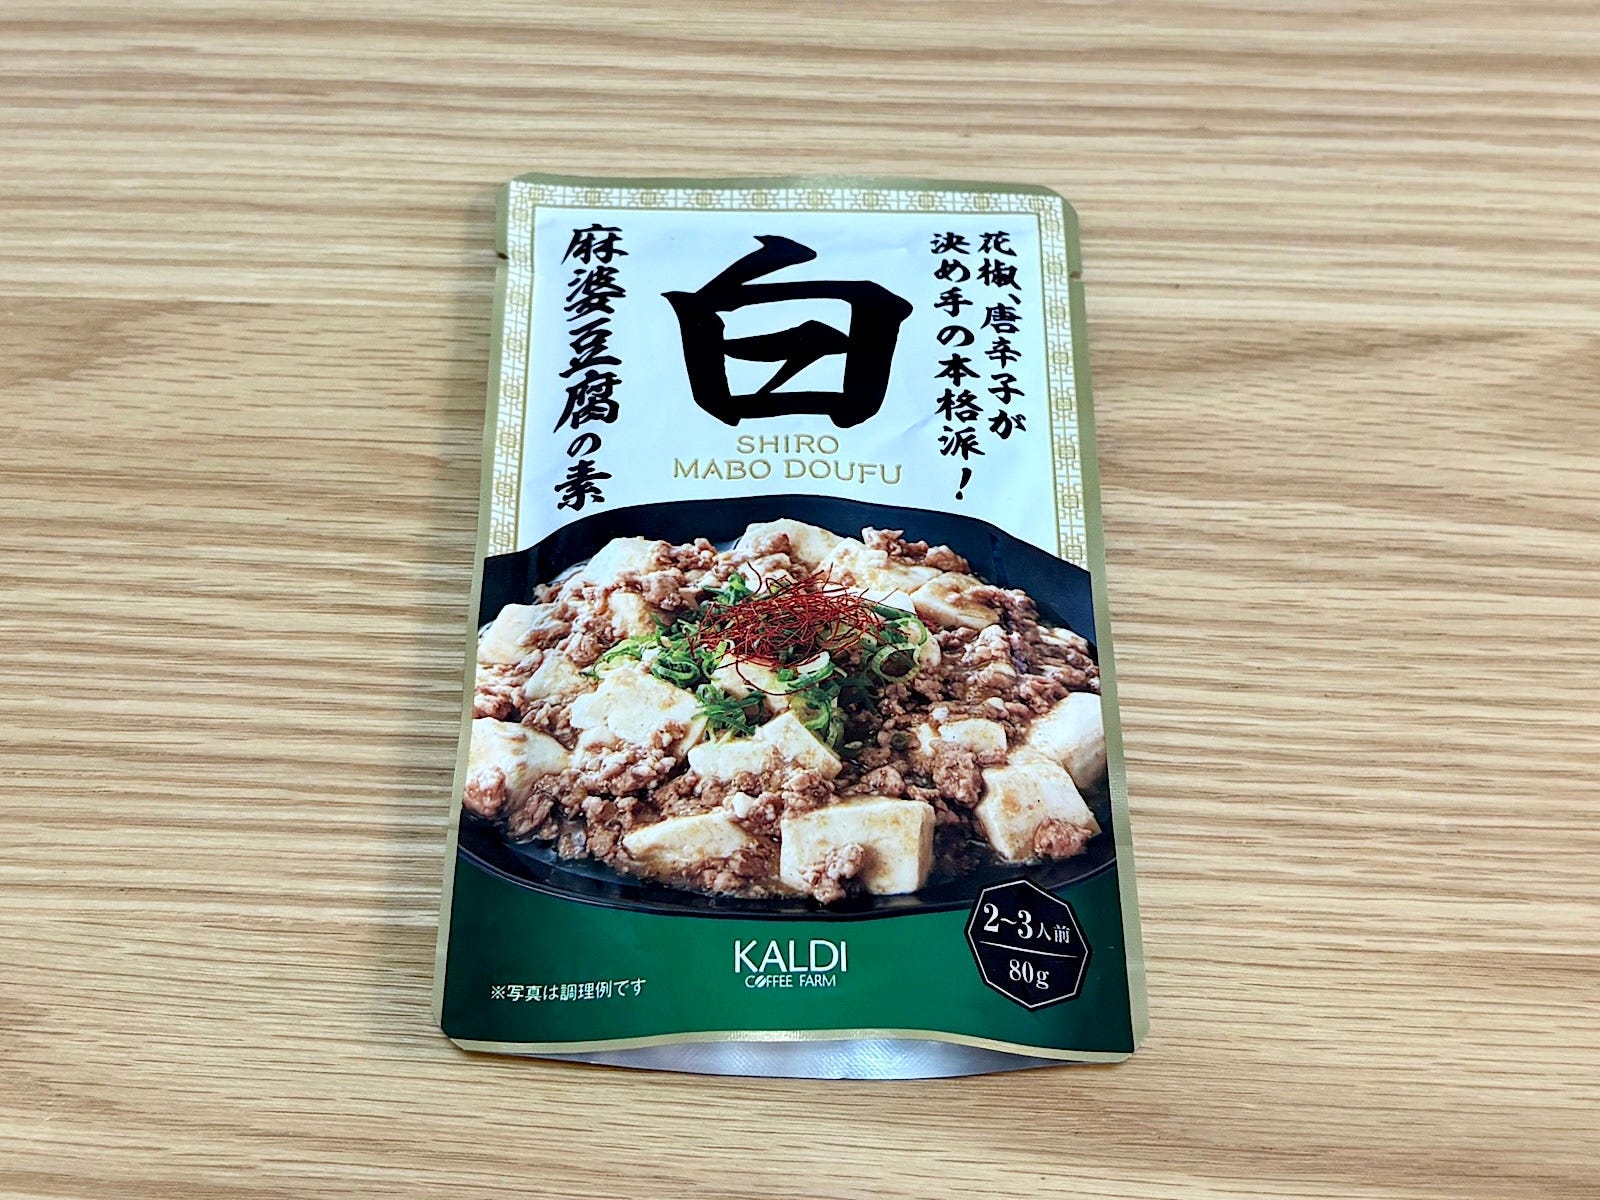 花椒、唐辛子が
決め手の本格派！
白
SHIRO
MABO DOUFU
麻婆豆腐の素
2~3人前
80g
KALDI
COFFEE FARM
※写真は調理例です